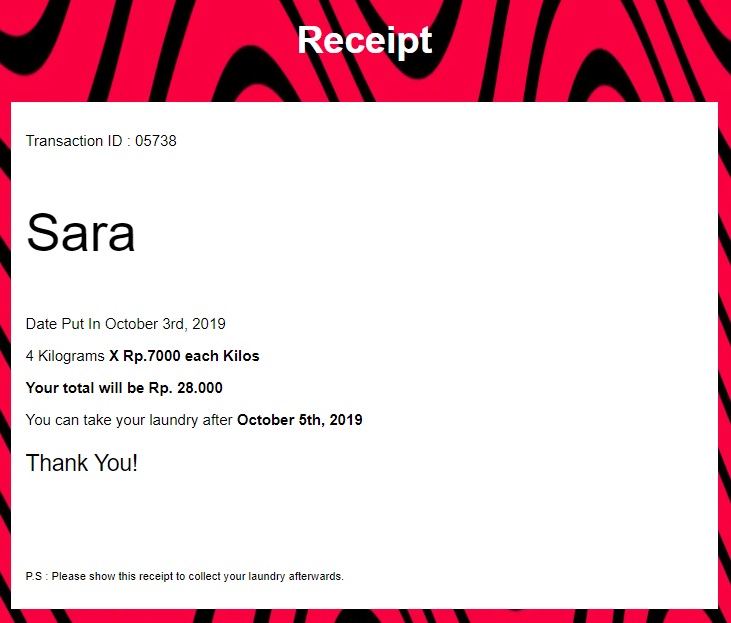 Receipt
Transaction ID : 05738
Sara
Date Put In October 3rd, 2019
4 Kilograms X Rp.7000 each Kilos
Your total will be Rp. 28.000
You can take your laundry after October 5th, 2019
Thank You!
P.S : Please show this receipt to collect your laundry afterwards.